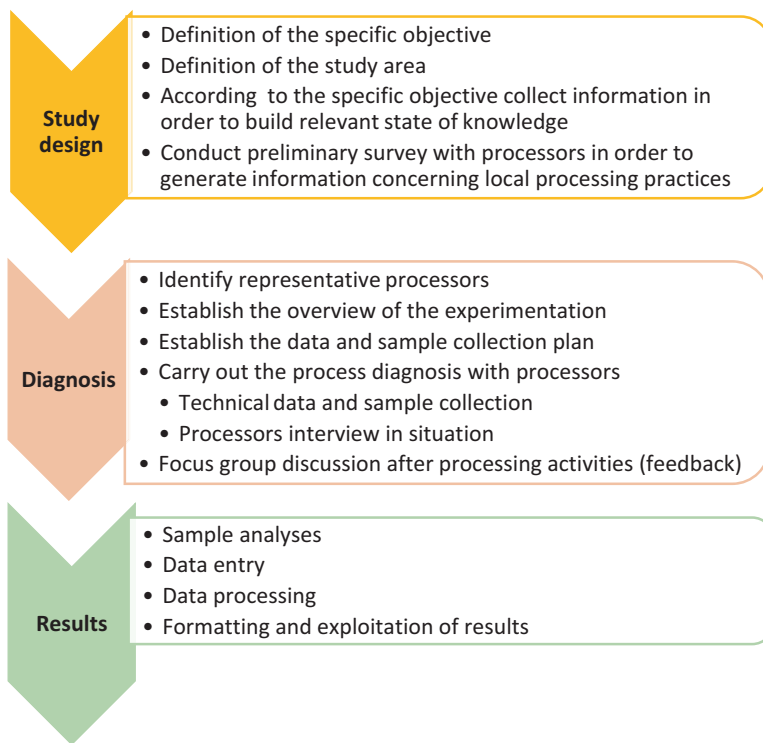 Study
design
• Definition of the specific objective
• Definition of the study area
• According to the specific objective collect information in
order to build relevant state of knowledge
• Conduct preliminary survey with processors in order to
generate information concerning local processing practices
Diagnosis
• Identify representative processors
• Establish the overview of the experimentation
• Establish the data and sample collection plan
• Carry out the process diagnosis with processors
• Technical data and sample collection
• Processors interview in situation
• Focus group discussion after processing activities (feedback)
Results
• Sample analyses
• Data entry
• Data processing
• Formatting and exploitation of results